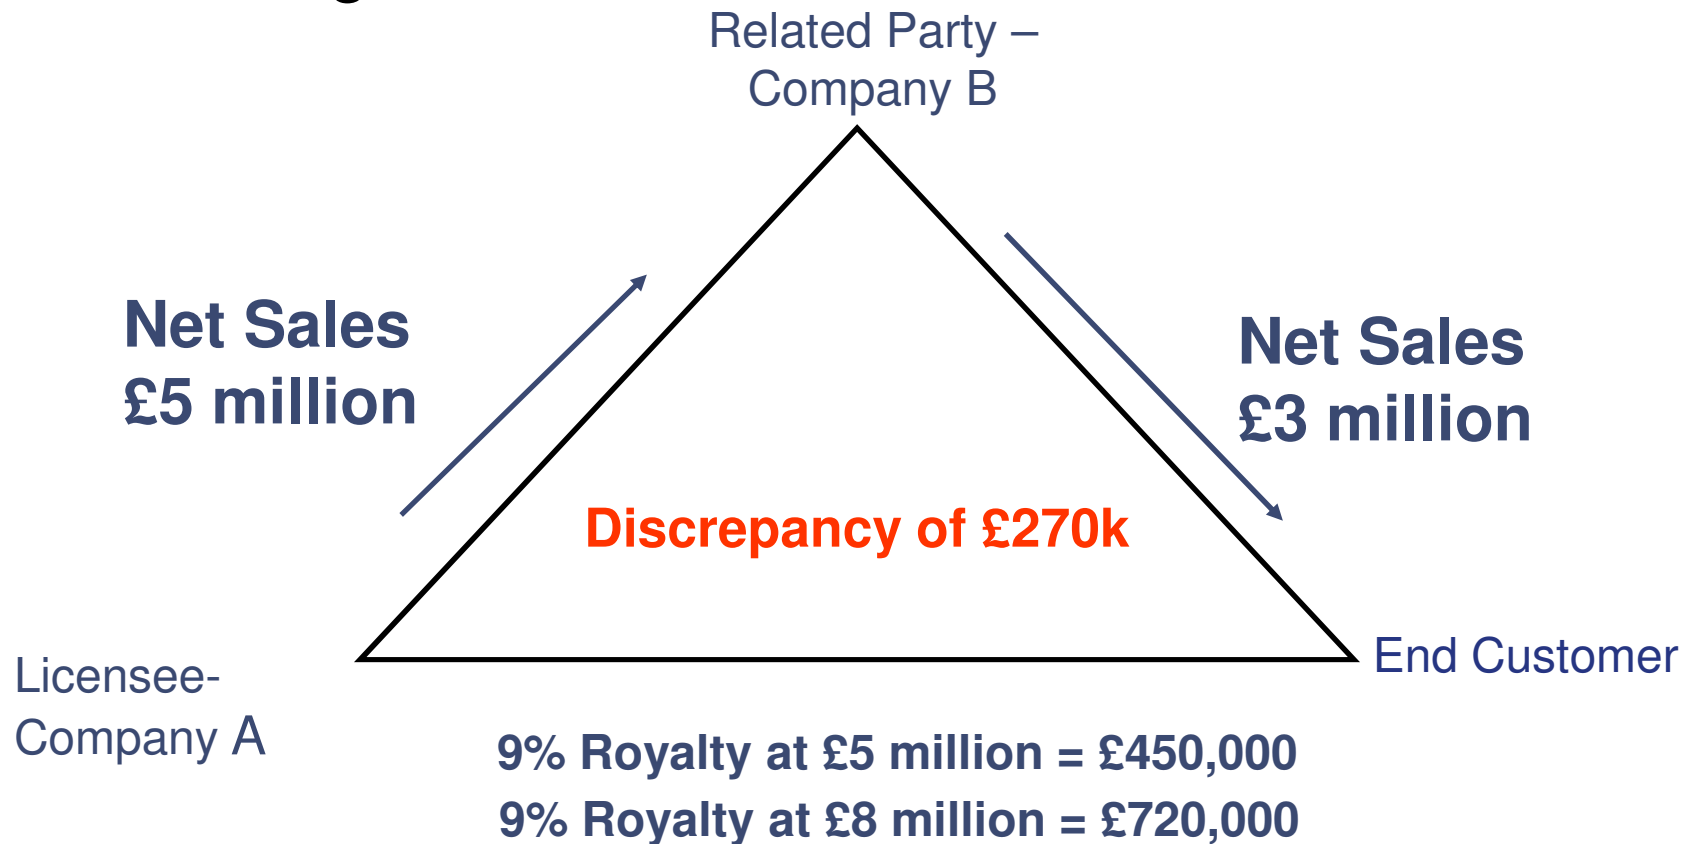 Related Party –
Company B
Net Sales
£5 million
Net Sales
£3 million
Discrepancy of £270k
Licensee-
Company A
End Customer
9% Royalty at £5 million = £450,000
9% Royalty at £8 million = £720,000